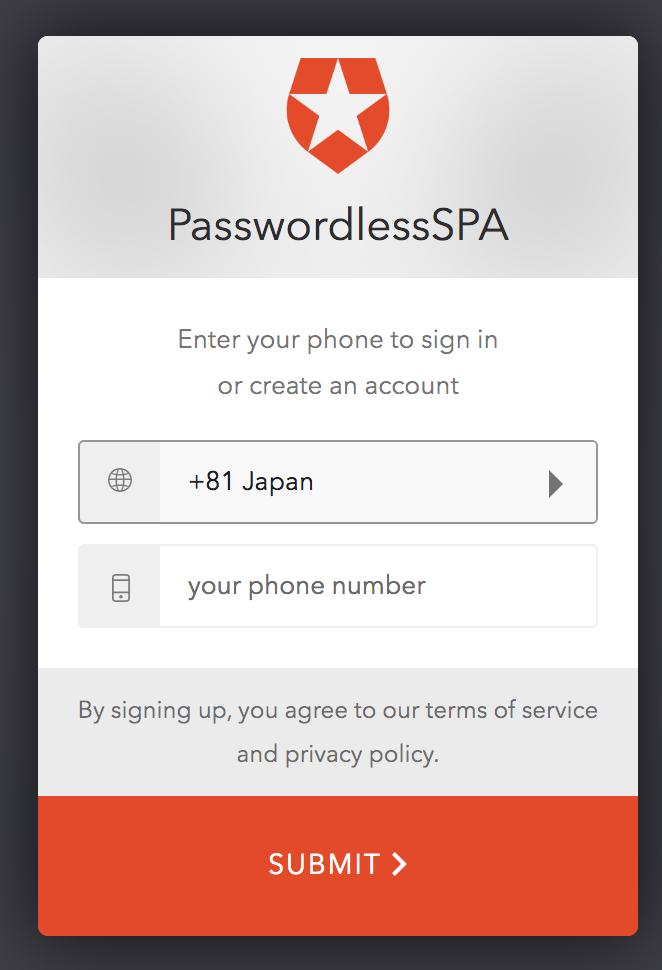 PasswordlessSPA
Enter your phone to sign in
or create an account
+81 Japan
your phone number
By signing up, you agree to our terms of service
and privacy policy.
SUBMIT